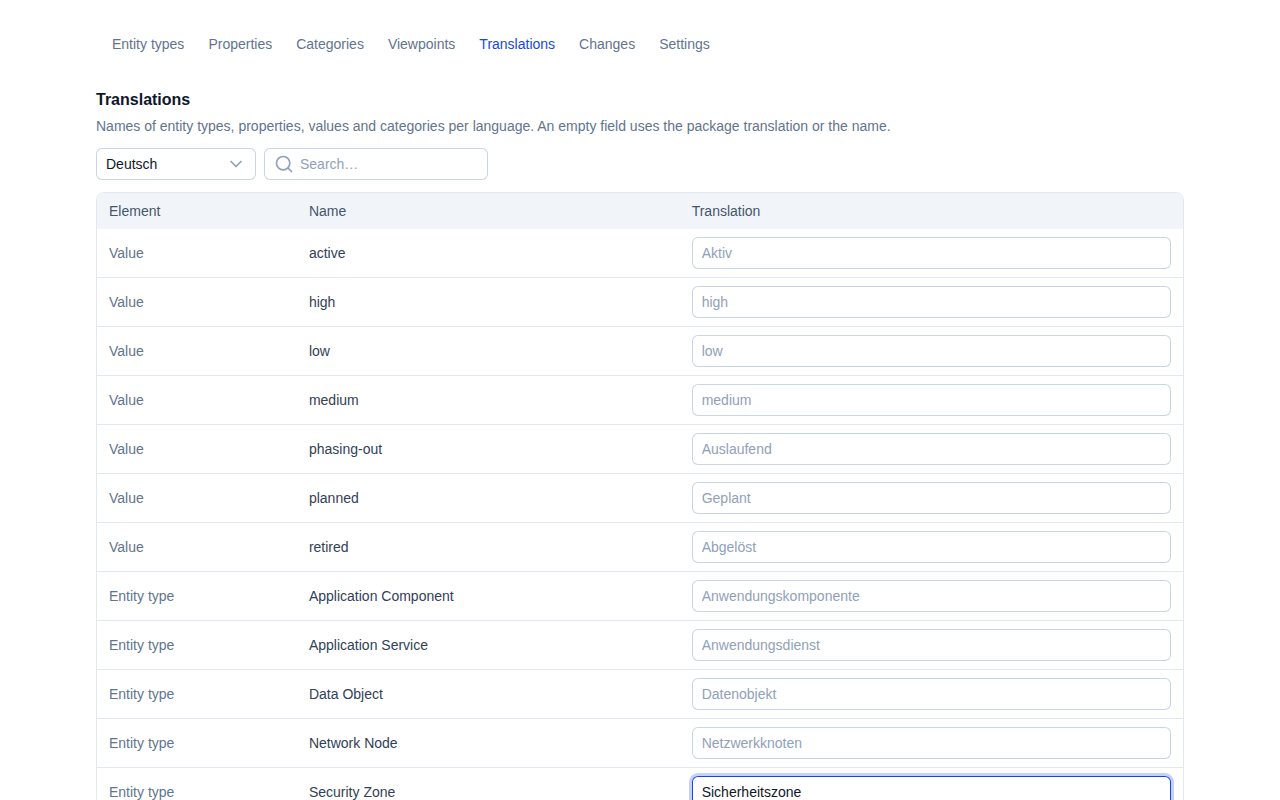 Entity types Properties Categories Viewpoints Translations Changes Settings
Translations
Names of entity types, properties, values and categories per language. An empty field uses the package translation or the name.
Deutsch Search…
Element Name Translation
Value active Aktiv
Value high high
Value low low
Value medium medium
Value phasing-out Auslaufend
Value planned Geplant
Value retired Abgelöst
Entity type Application Component Anwendungskomponente
Entity type Application Service Anwendungsdienst
Entity type Data Object Datenobjekt
Entity type Network Node Netzwerkknoten
Entity type Security Zone Sicherheitszone